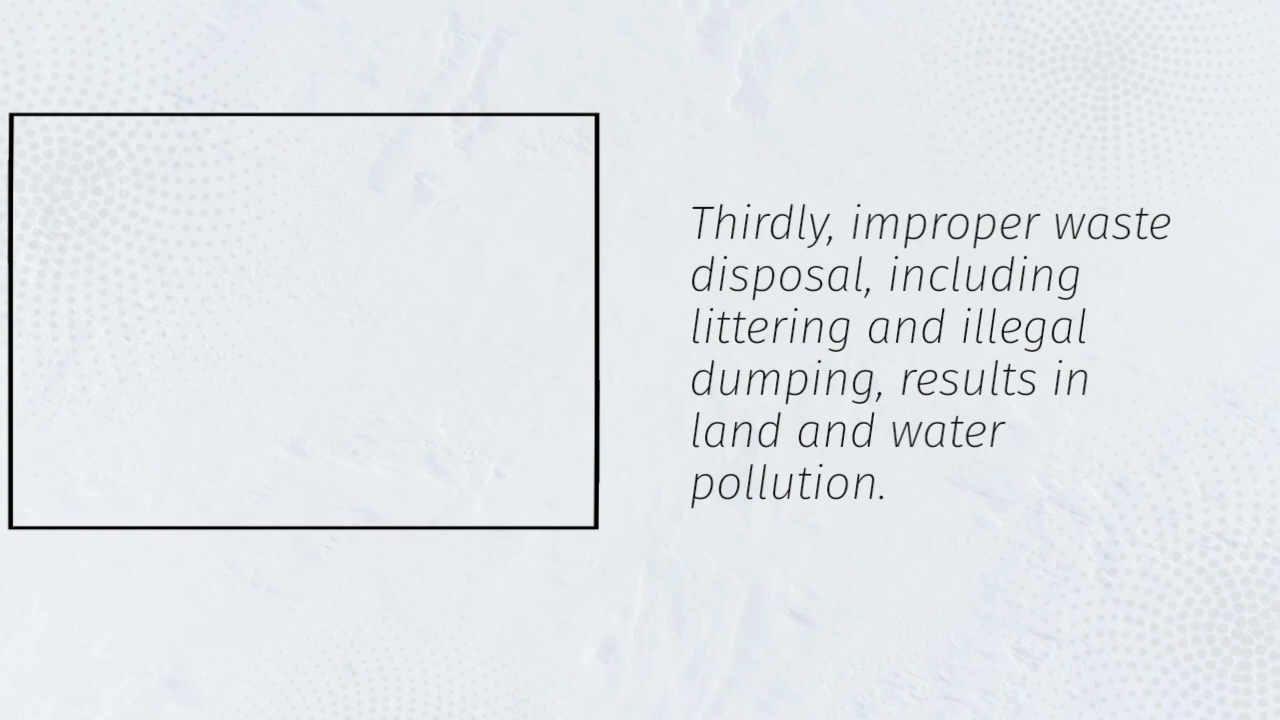 Thirdly, improper waste
disposal, including
littering and illegal
dumping, results in
land and water
pollution.